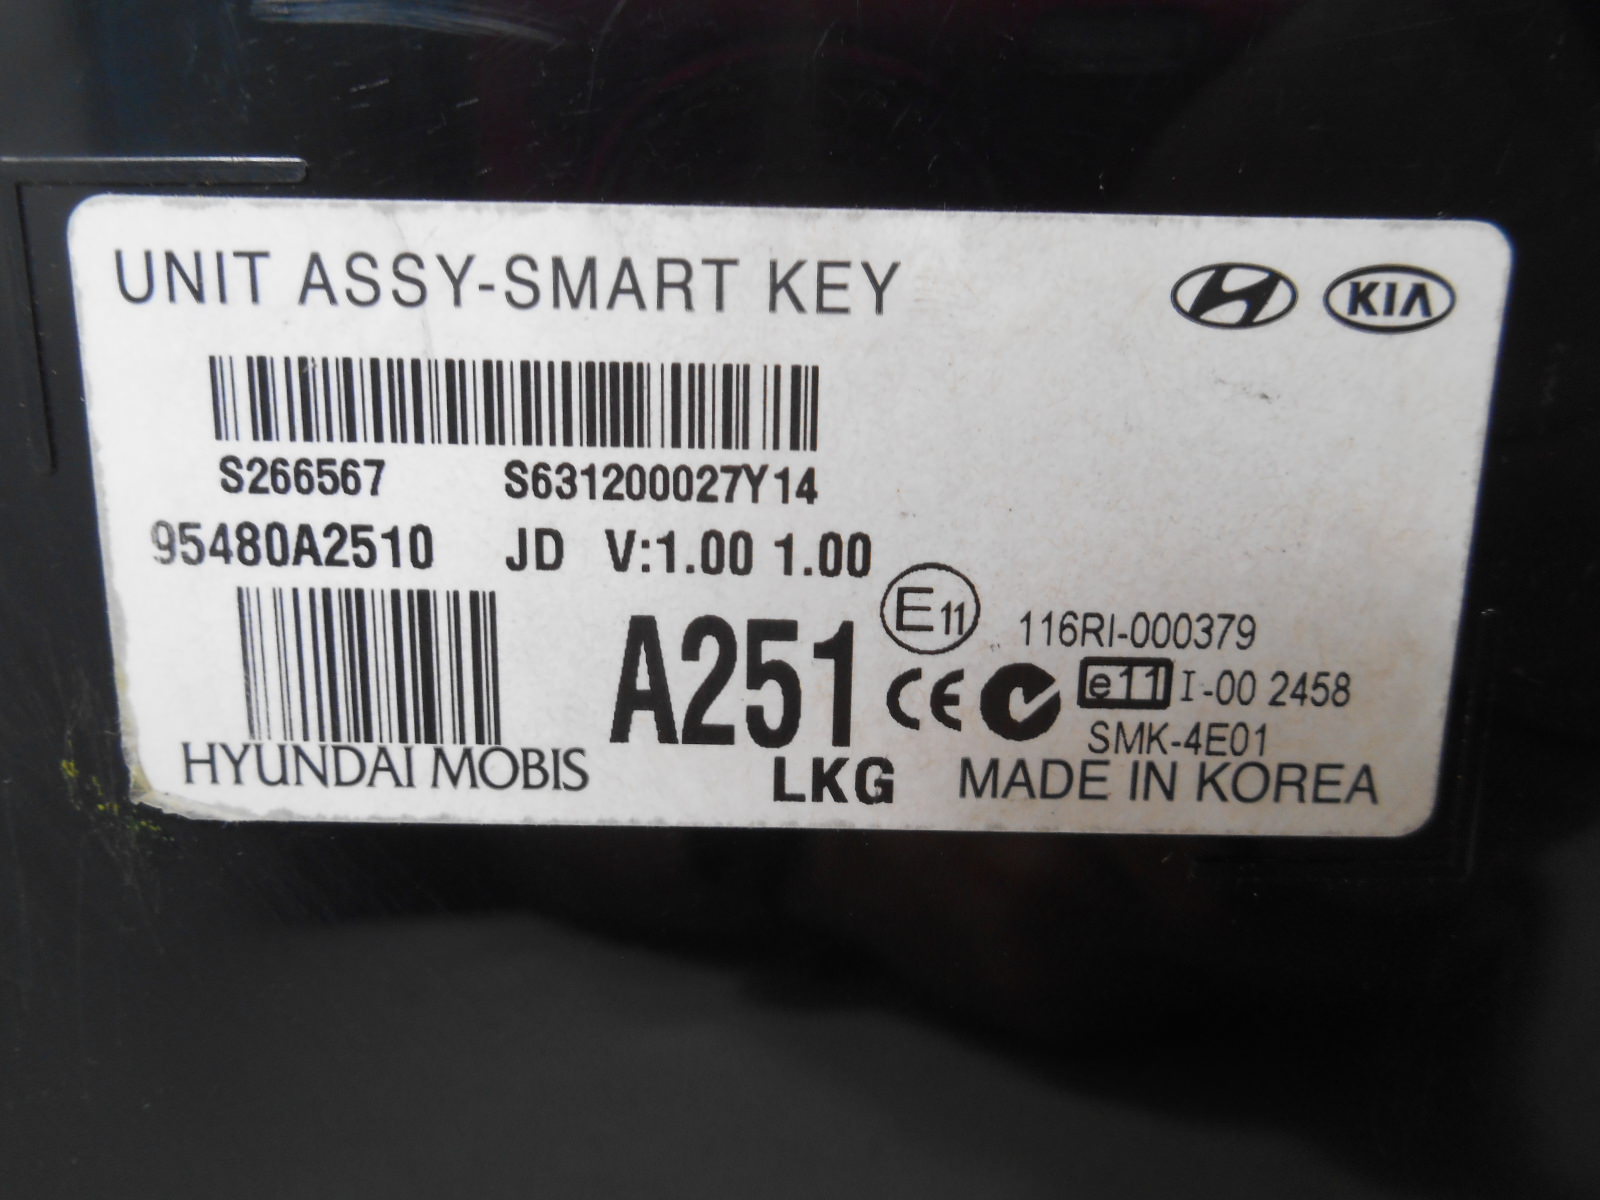 UNIT ASSY-SMART KEY
KIA
S266567 S631200027Y14
95480A2510 JD V:1.00 1.00
E11 116RI-000379
A251 CE e11 I-00 2458
SMK-4E01
HYUNDAI MOBIS LKG MADE IN KOREA